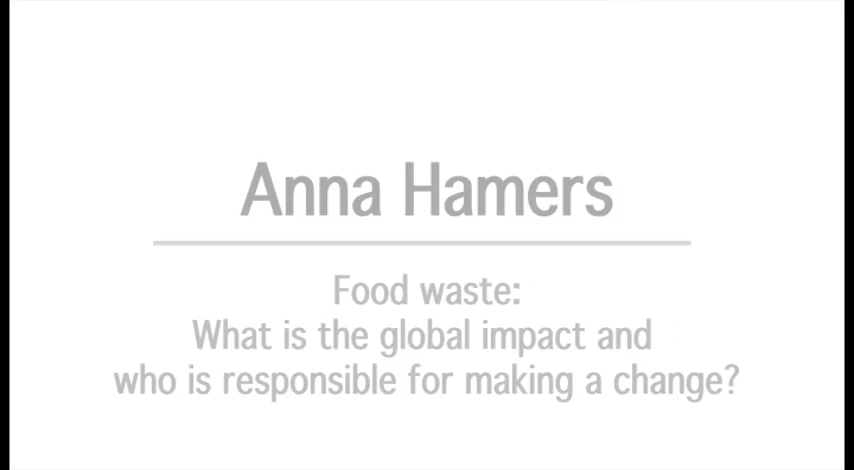 Anna Hamers
Food waste:
What is the global impact and
who is responsible for making a change?